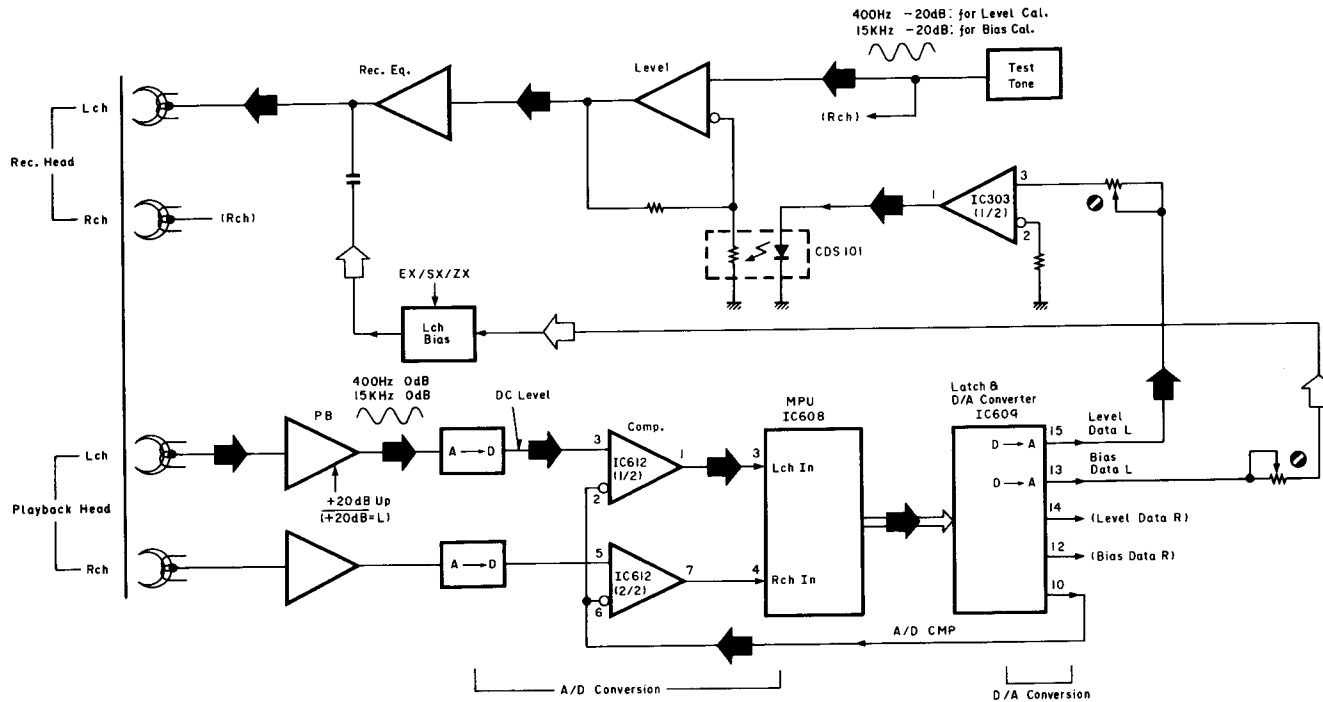 400Hz -20dB: for Level Cal.
15KHz -20dB: for Bias Cal.
Test
Tone
Level
Rec. Eq.
(Rch)
Lch
Rec. Head
Rch
(Rch)
1
IC303
(1/2)
3
2
CDS101
EX/SX/ZX
Lch
Bias
400Hz 0dB
15KHz 0dB
DC Level
PB
+20dB Up
(+20dB=L)
A → D
Comp.
3
IC612
(1/2)
2
1
MPU
IC608
3
Lch In
4
Rch In
Latch &
D/A Converter
IC609
D → A
15
Level
Data L
D → A
13
Bias
Data L
14
(Level Data R)
12
(Bias Data R)
10
Lch
Playback Head
Rch
A → D
5
IC612
(2/2)
6
7
A/D CMP
A/D Conversion
D/A Conversion